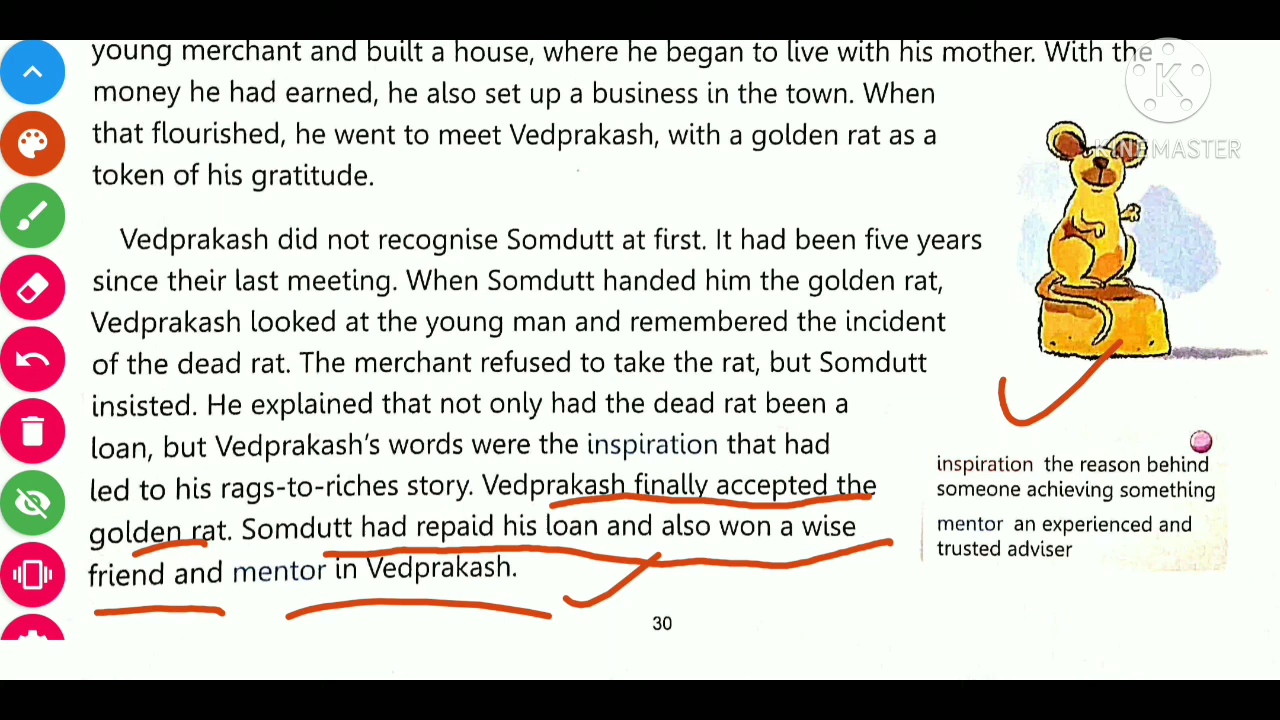 young merchant and built a house, where he began to live with his mother. With the
money he had earned, he also set up a business in the town. When
that flourished, he went to meet Vedprakash, with a golden rat as a
token of his gratitude.
Vedprakash did not recognise Somdutt at first. It had been five years
since their last meeting. When Somdutt handed him the golden rat,
Vedprakash looked at the young man and remembered the incident
of the dead rat. The merchant refused to take the rat, but Somdutt
insisted. He explained that not only had the dead rat been a
loan, but Vedprakash's words were the inspiration that had
led to his rags-to-riches story. Vedprakash finally accepted the
golden rat. Somdutt had repaid his loan and also won a wise
friend and mentor in Vedprakash.
K
KINEMASTER
inspiration the reason behind
someone achieving something
mentor an experienced and
trusted adviser
30